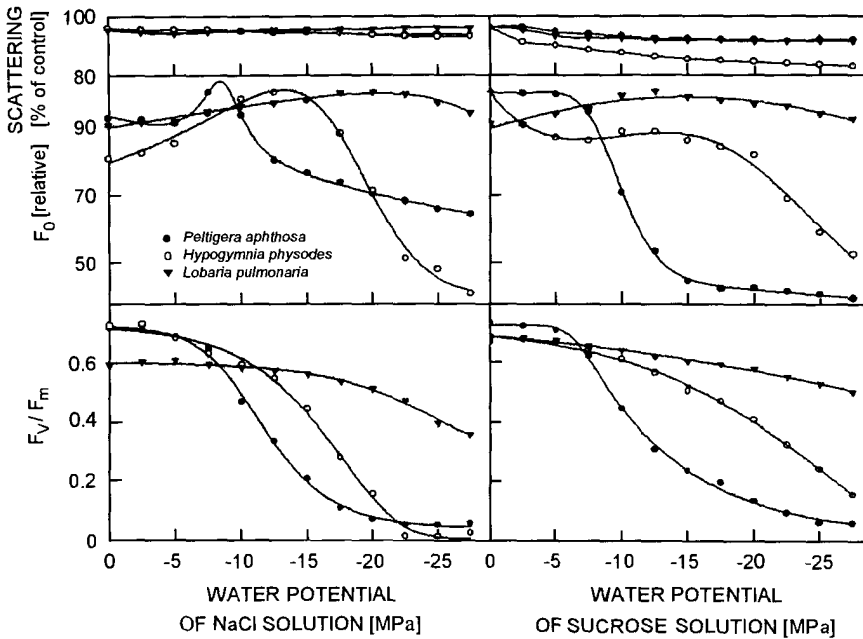 SCATTERING
[% of control]
100
80
F0 [relative]
90
70
50
Peltigera aphthosa
Hypogymnia physodes
Lobaria pulmonaria
FV / Fm
0.6
0.4
0.2
0
0 -5 -10 -15 -20 -25
0 -5 -10 -15 -20 -25
WATER POTENTIAL
OF NaCl SOLUTION [MPa]
WATER POTENTIAL
OF SUCROSE SOLUTION [MPa]